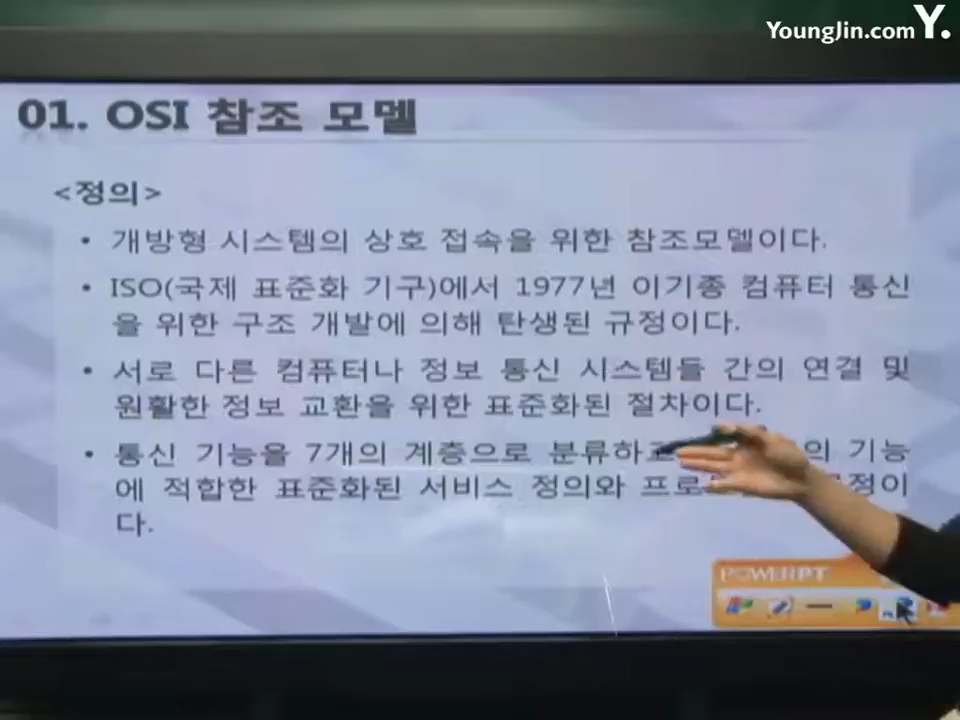 YoungJin.com Y.
01. OSI 참조 모델
<정의>
• 개방형 시스템의 상호 접속을 위한 참조모델이다.
• ISO(국제 표준화 기구)에서 1977년 이기종 컴퓨터 통신
을 위한 구조 개발에 의해 탄생된 규정이다.
• 서로 다른 컴퓨터나 정보 통신 시스템들 간의 연결 및
원활한 정보 교환을 위한 표준화된 절차이다.
• 통신 기능을 7개의 계층으로 분류하고 의 기능
에 적합한 표준화된 서비스 정의와 프로
다.
POWERPT